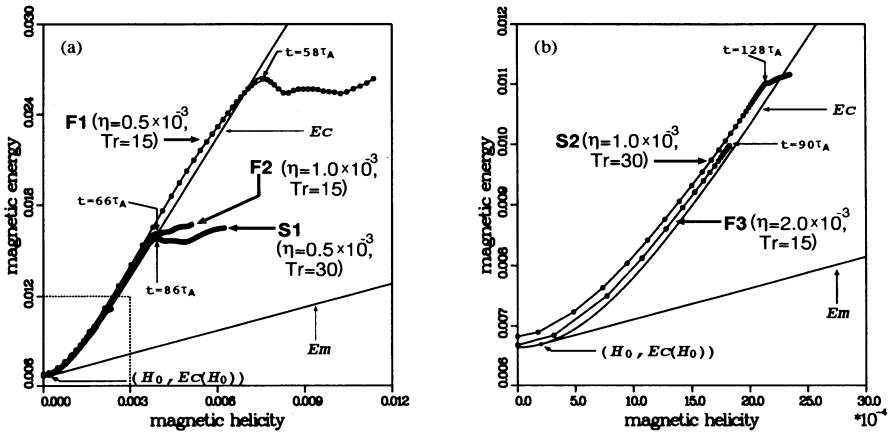 (a)
magnetic energy
0.006
0.012
0.018
0.024
0.030
t=58τA
F1 (η=0.5×10-3,
Tr=15)
Ec
F2 (η=1.0×10-3,
Tr=15)
t=66τA
S1
(η=0.5×10-3,
Tr=30)
t=86τA
Em
(H0, Ec(H0))
0.000
0.003
0.006
0.009
0.012
magnetic helicity
(b)
magnetic energy
0.006
0.007
0.008
0.009
0.010
0.011
0.012
t=128τA
Ec
S2 (η=1.0×10-3,
Tr=30)
t=90τA
F3 (η=2.0×10-3,
Tr=15)
Em
(H0, Ec(H0))
0.0
5.0
10.0
15.0
20.0
25.0
30.0
magnetic helicity
*10-4